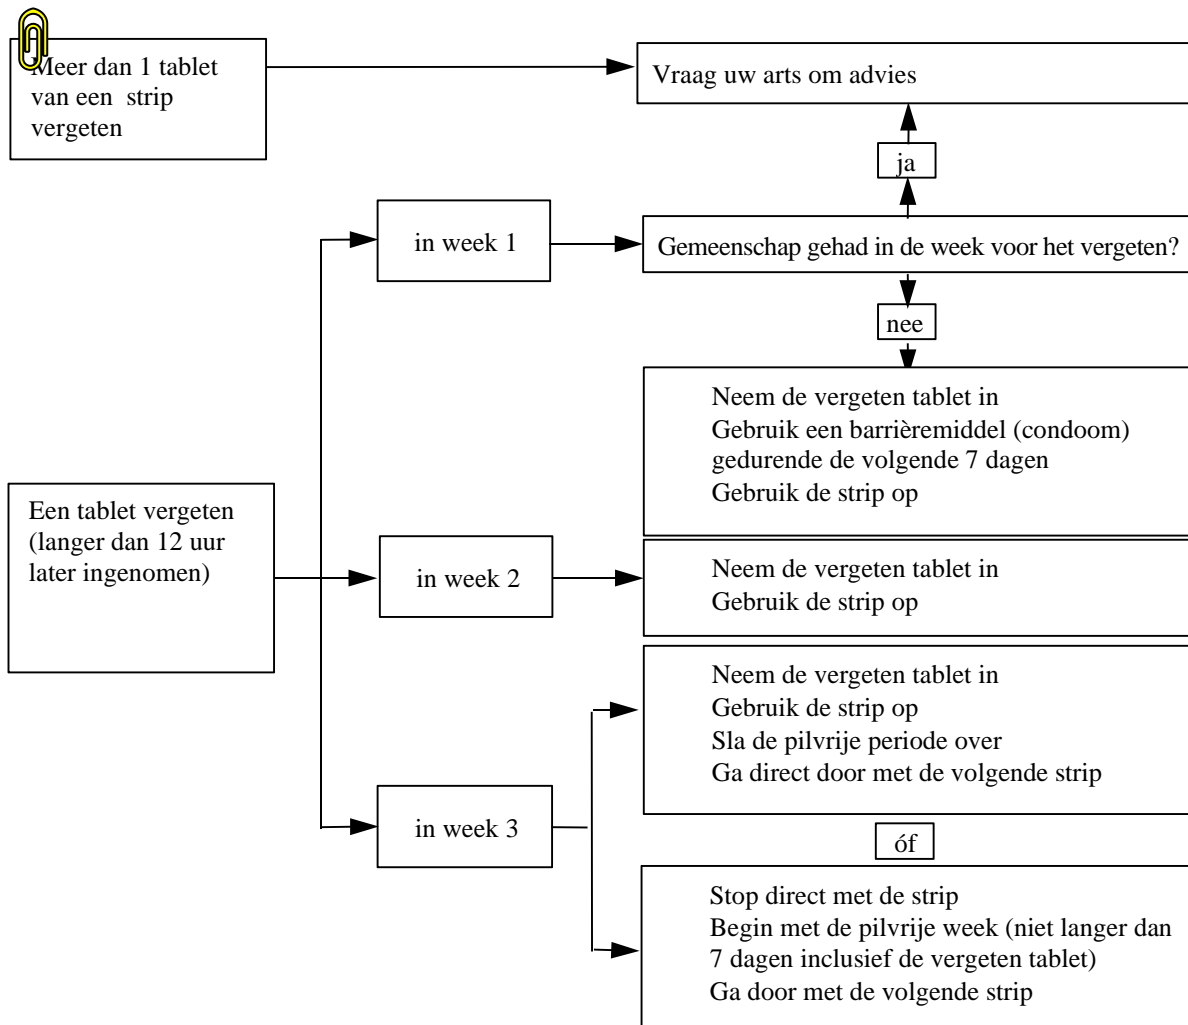 Meer dan 1 tablet
van een strip
vergeten
Vraag uw arts om advies
ja
in week 1
Gemeenschap gehad in de week voor het vergeten?
nee
Neem de vergeten tablet in
Gebruik een barrièremiddel (condoom)
gedurende de volgende 7 dagen
Gebruik de strip op
Een tablet vergeten
(langer dan 12 uur
later ingenomen)
in week 2
Neem de vergeten tablet in
Gebruik de strip op
in week 3
Neem de vergeten tablet in
Gebruik de strip op
Sla de pilvrije periode over
Ga direct door met de volgende strip
óf
Stop direct met de strip
Begin met de pilvrije week (niet langer dan
7 dagen inclusief de vergeten tablet)
Ga door met de volgende strip